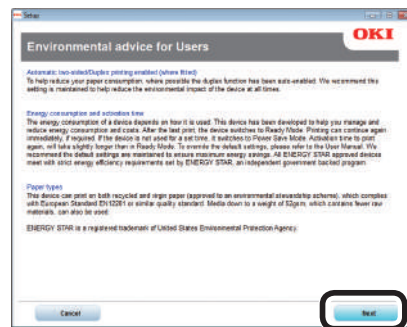 Setup
OKI
Environmental advice for Users
Automatic two-sided/Duplex printing enabled (where fitted)
To help reduce your paper consumption, where possible the duplex function has been auto-enabled. We recommend this
setting is maintained to help reduce the environmental impact of the device at all times.
Energy consumption and activation time
The energy consumption of a device depends on how it is used. This device has been developed to help you manage and
reduce energy consumption and costs. After the last print, the device switches to Ready Mode. Printing can continue again
immediately, if required. If the device is not used for a set time, it switches to Power Save Mode. Activation time to print
again, will take slightly longer than in Ready Mode. To override the default settings, please refer to the User Manual. We
recommend the default settings are maintained to ensure maximum energy savings. All ENERGY STAR approved devices
meet with strict energy efficiency requirements set by ENERGY STAR, an independent government backed program.
Paper types
This device can print on both recycled and virgin paper (approved to an environmental stewardship scheme), which complies
with European Standard EN12281 or similar quality standard. Media down to a weight of 52gsm, which contains fewer raw
materials, can also be used.
ENERGY STAR is a registered trademark of United States Environmental Protection Agency.
Cancel
Next